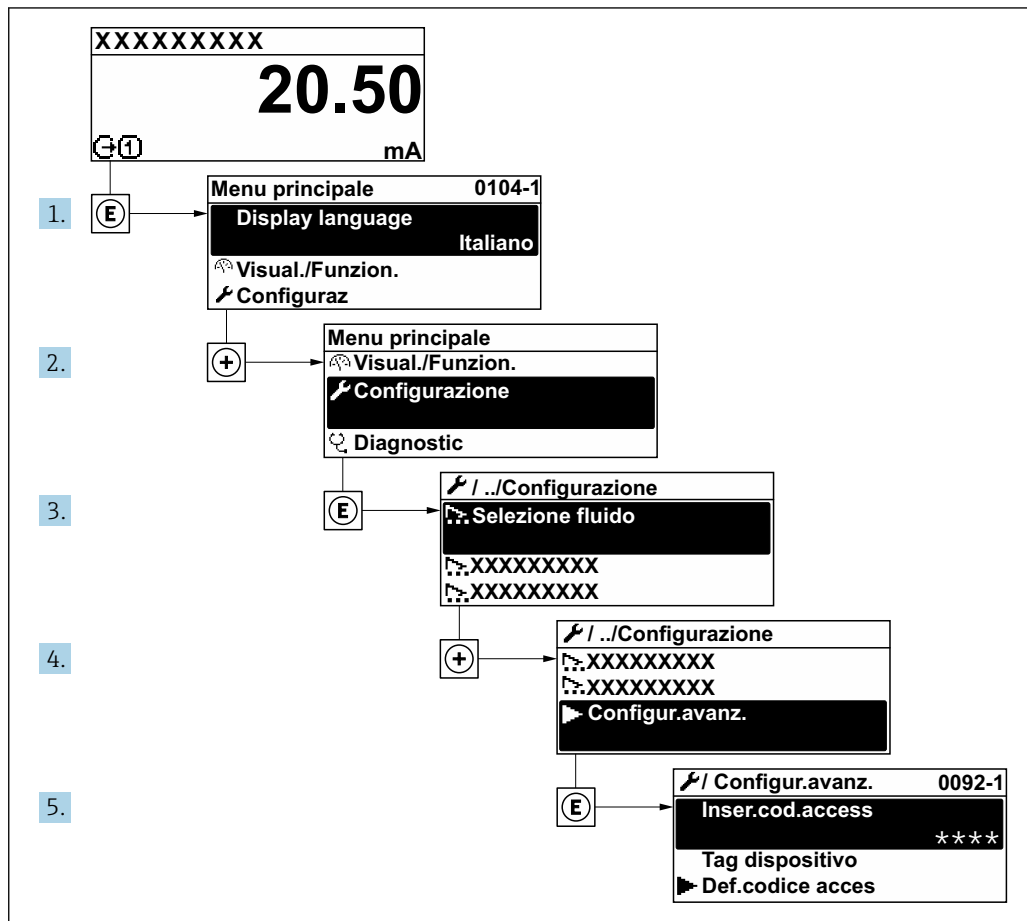 XXXXXXXXX
20.50
1 mA
1. E
Menu principale 0104-1
Display language
Italiano
Visual./Funzion.
Configuraz
2. +
Menu principale
Visual./Funzion.
Configurazione
Diagnostic
3. E
/ ../Configurazione
Selezione fluido
XXXXXXXXX
XXXXXXXXX
4. +
/ ../Configurazione
XXXXXXXXX
XXXXXXXXX
Configur.avanz.
5. E
/ Configur.avanz. 0092-1
Inser.cod.access
****
Tag dispositivo
Def.codice acces